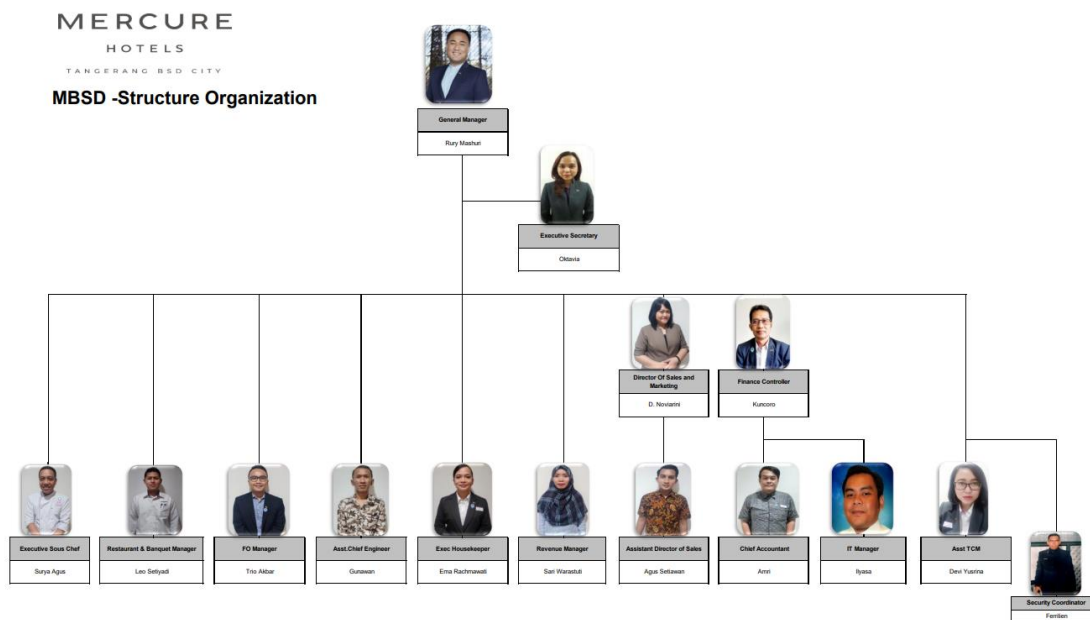 MERCURE
HOTELS
TANGERANG BSD CITY
MBSD -Structure Organization
General Manager
Rury Mashuri
Executive Secretary
Oktavia
Director Of Sales and
Marketing
D. Noviarini
Finance Controller
Kuncoro
Executive Sous Chef
Surya Agus
Restaurant & Banquet Manager
Leo Setiyadi
FO Manager
Trio Akbar
Asst.Chief Engineer
Gunawan
Exec Housekeeper
Erna Rachmawati
Revenue Manager
Sari Warastuti
Assistant Director of Sales
Agus Setiawan
Chief Accountant
Amri
IT Manager
Ilyasa
Asst TCM
Devi Yusrina
Security Coordinator
Ferrilien